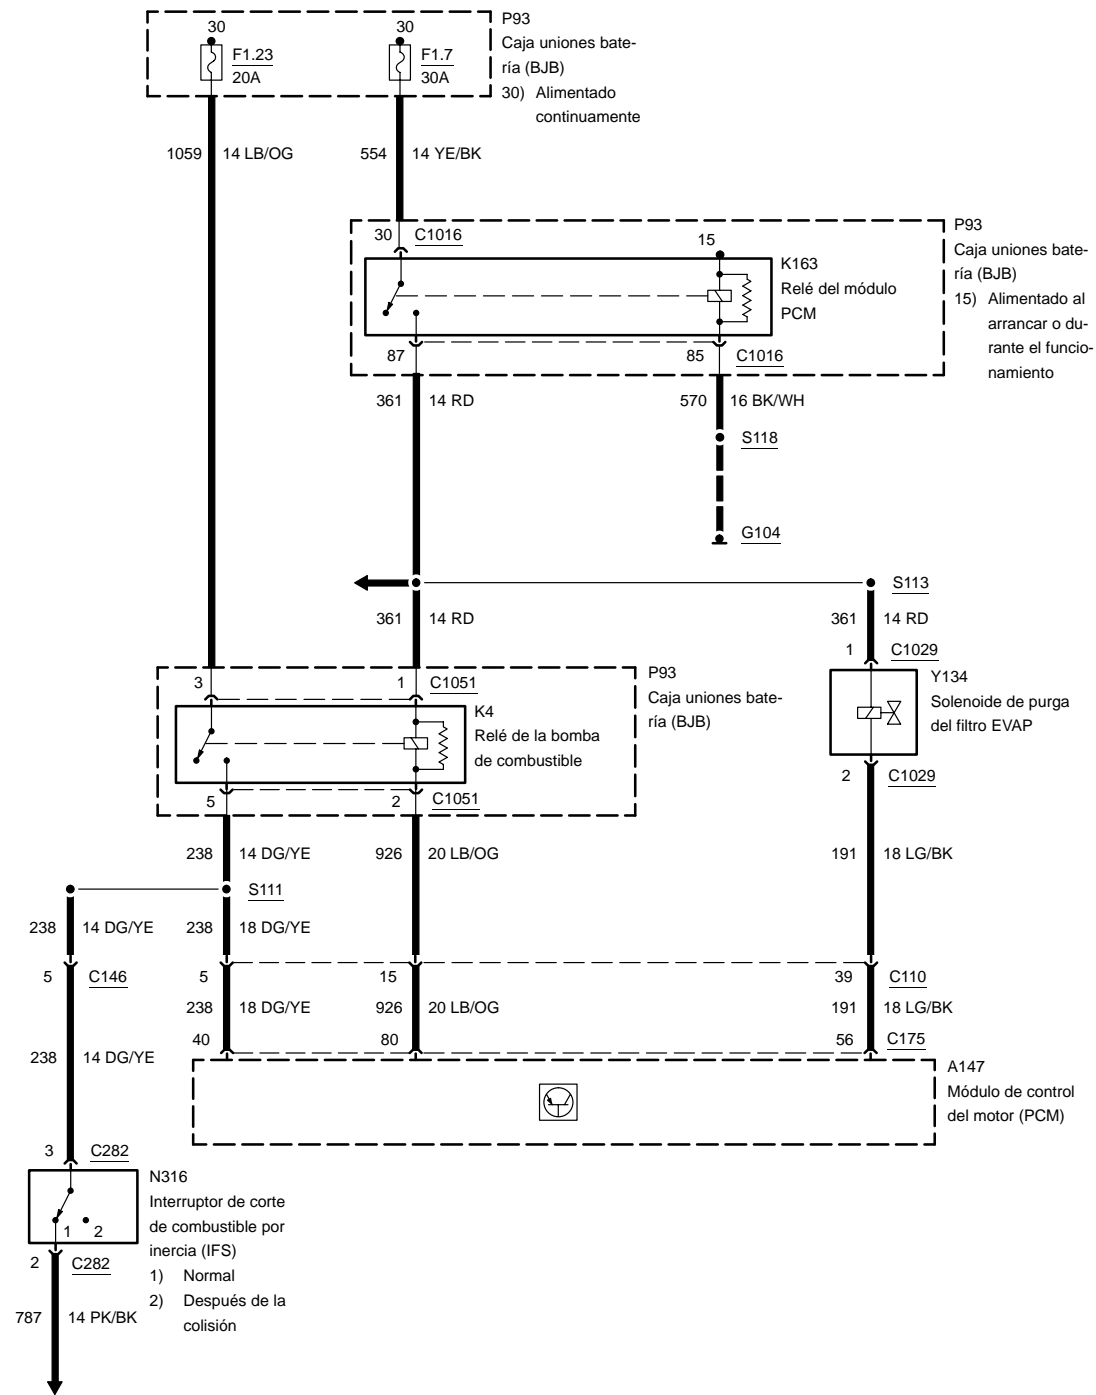 30
30
P93
Caja uniones bate-
ría (BJB)
30) Alimentado
continuamente
F1.23
20A
F1.7
30A
1059
14 LB/OG
554
14 YE/BK
30
C1016
15
P93
Caja uniones bate-
ría (BJB)
15) Alimentado al
arrancar o du-
rante el funcio-
namiento
K163
Relé del módulo
PCM
87
85
C1016
361
14 RD
570
16 BK/WH
S118
G104
S113
361
14 RD
361
14 RD
1
C1029
3
1
C1051
P93
Caja uniones bate-
ría (BJB)
Y134
Solenoide de purga
del filtro EVAP
K4
Relé de la bomba
de combustible
2
C1029
5
2
C1051
238
14 DG/YE
926
20 LB/OG
191
18 LG/BK
S111
238
14 DG/YE
238
18 DG/YE
5
C146
5
15
39
C110
238
18 DG/YE
926
20 LB/OG
191
18 LG/BK
40
80
56
C175
238
14 DG/YE
A147
Módulo de control
del motor (PCM)
3
C282
N316
Interruptor de corte
de combustible por
inercia (IFS)
1) Normal
2) Después de la
colisión
1
2
2
C282
787
14 PK/BK